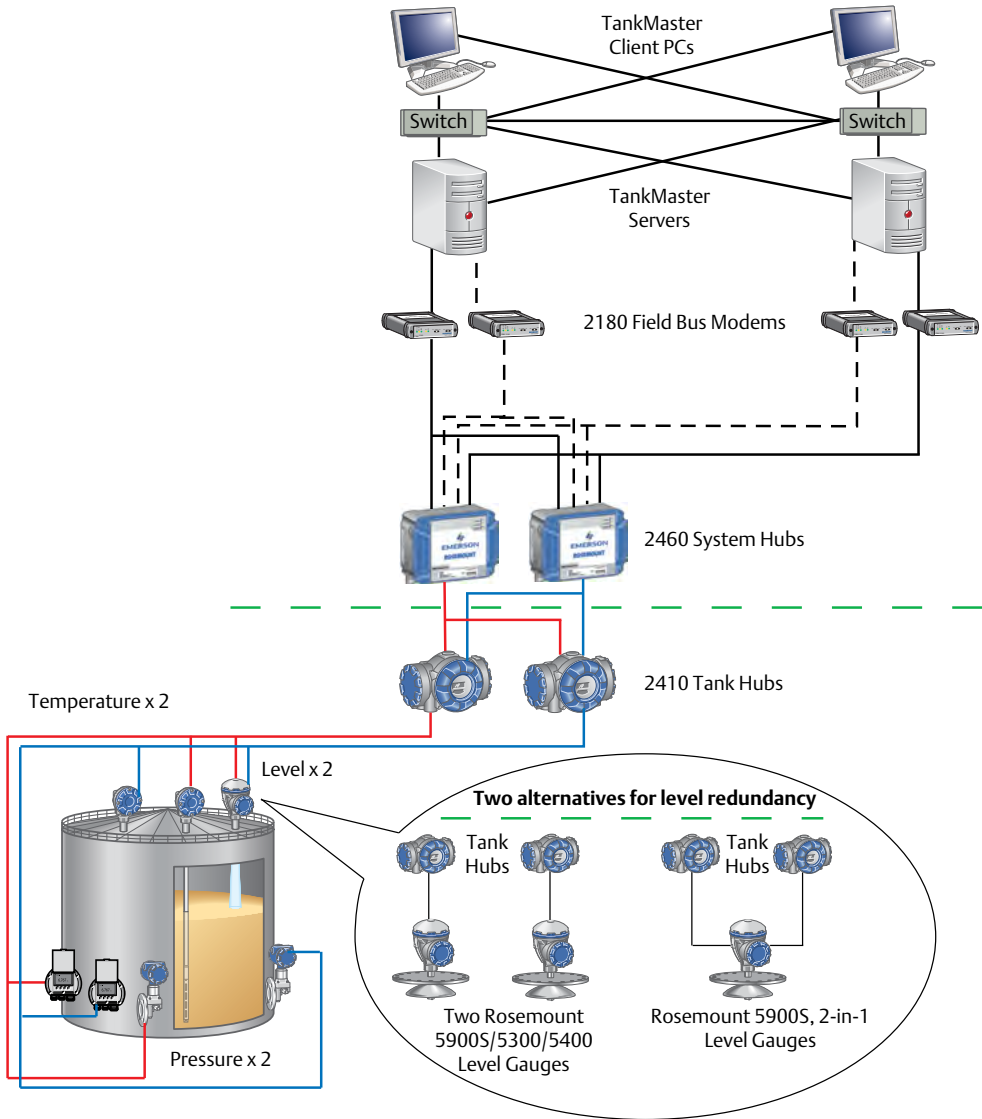 TankMaster
Client PCs
Switch
Switch
TankMaster
Servers
2180 Field Bus Modems
EMERSON
ROSEMOUNT
EMERSON
ROSEMOUNT
2460 System Hubs
2410 Tank Hubs
Temperature x 2
Level x 2
Two alternatives for level redundancy
Tank
Hubs
Tank
Hubs
Two Rosemount
5900S/5300/5400
Level Gauges
Rosemount 5900S, 2-in-1
Level Gauges
Pressure x 2